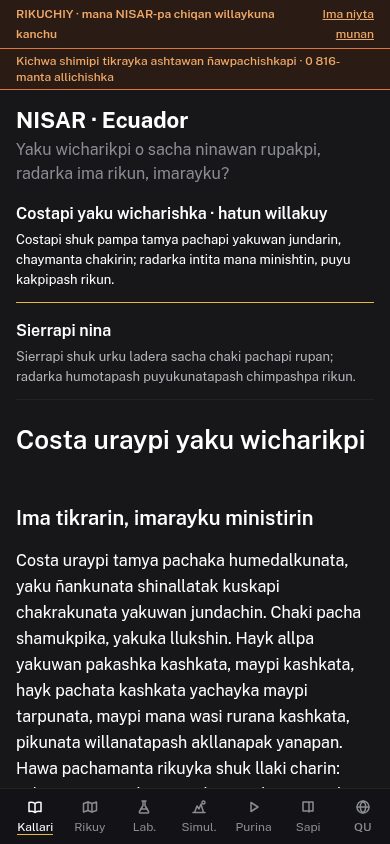 RIKUCHIY · mana NISAR-pa chiqan willaykuna kanchu
Ima niyta munan
Kichwa shimipi tikrayka ashtawan ñawpachishkapi · 0 816-
manta allichishka
NISAR · Ecuador
Yaku wicharikpi o sacha ninawan rupakpi,
radarka ima rikun, imarayku?
Costapi yaku wicharishka · hatun willakuy
Costapi shuk pampa tamya pachapi yakuwan jundarin,
chaymanta chakirin; radarka intita mana ministin, puyu
kakpipash rikun.
Sierrapi nina
Sierrapi shuk urku ladera sacha chaki pachapi rupan;
radarka humotapash puyukunatapash chimpashpa rikun.
Costa uraypi yaku wicharikpi
Ima tikrarin, imarayku ministirin
Costa uraypi tamya pachaka humedalkunata,
yaku ñankunata shinallatak kuskapi
chakrakunata yakuwan jundachin. Chaki pacha
shamukpika, yakuka llukshin. Hayk allpa
yakuwan pakashka kashkata, maypi kashkata,
hayk pachata kashkata yachayka maypi
tarpunata, maypi mana wasi rurana kashkata,
pikunata willanatapash akllanapak yanapan.
Hawa pachamanta rikuyka shuk llaki charin:
Kallari
Rikuy
Lab.
Simul.
Purina
Sapi
QU